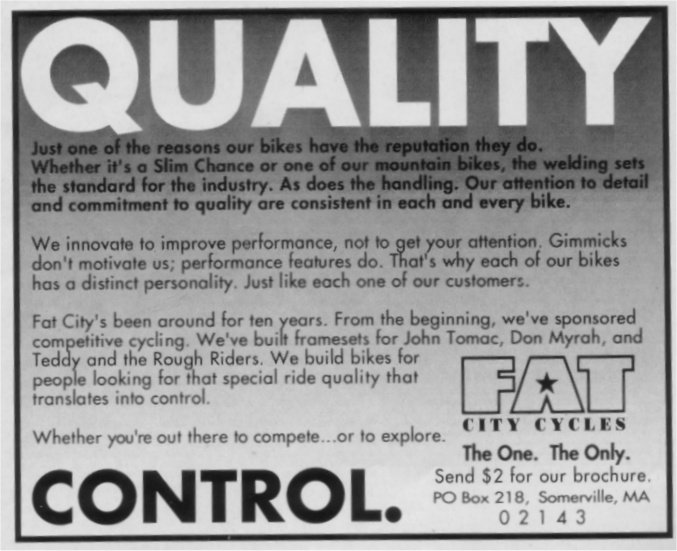 QUALITY
Just one of the reasons our bikes have the reputation they do.
Whether it's a Slim Chance or one of our mountain bikes, the welding sets
the standard for the industry. As does the handling. Our attention to detail
and commitment to quality are consistent in each and every bike.
We innovate to improve performance, not to get your attention. Gimmicks
don't motivate us; performance features do. That's why each of our bikes
has a distinct personality. Just like each one of our customers.
Fat City's been around for ten years. From the beginning, we've sponsored
competitive cycling. We've built framesets for John Tomac, Don Myrah, and
Teddy and the Rough Riders. We build bikes for
people looking for that special ride quality that
translates into control.
Whether you're out there to compete...or to explore.
CONTROL.
FAT
CITY CYCLES
The One. The Only.
Send $2 for our brochure.
PO Box 218, Somerville, MA
02143